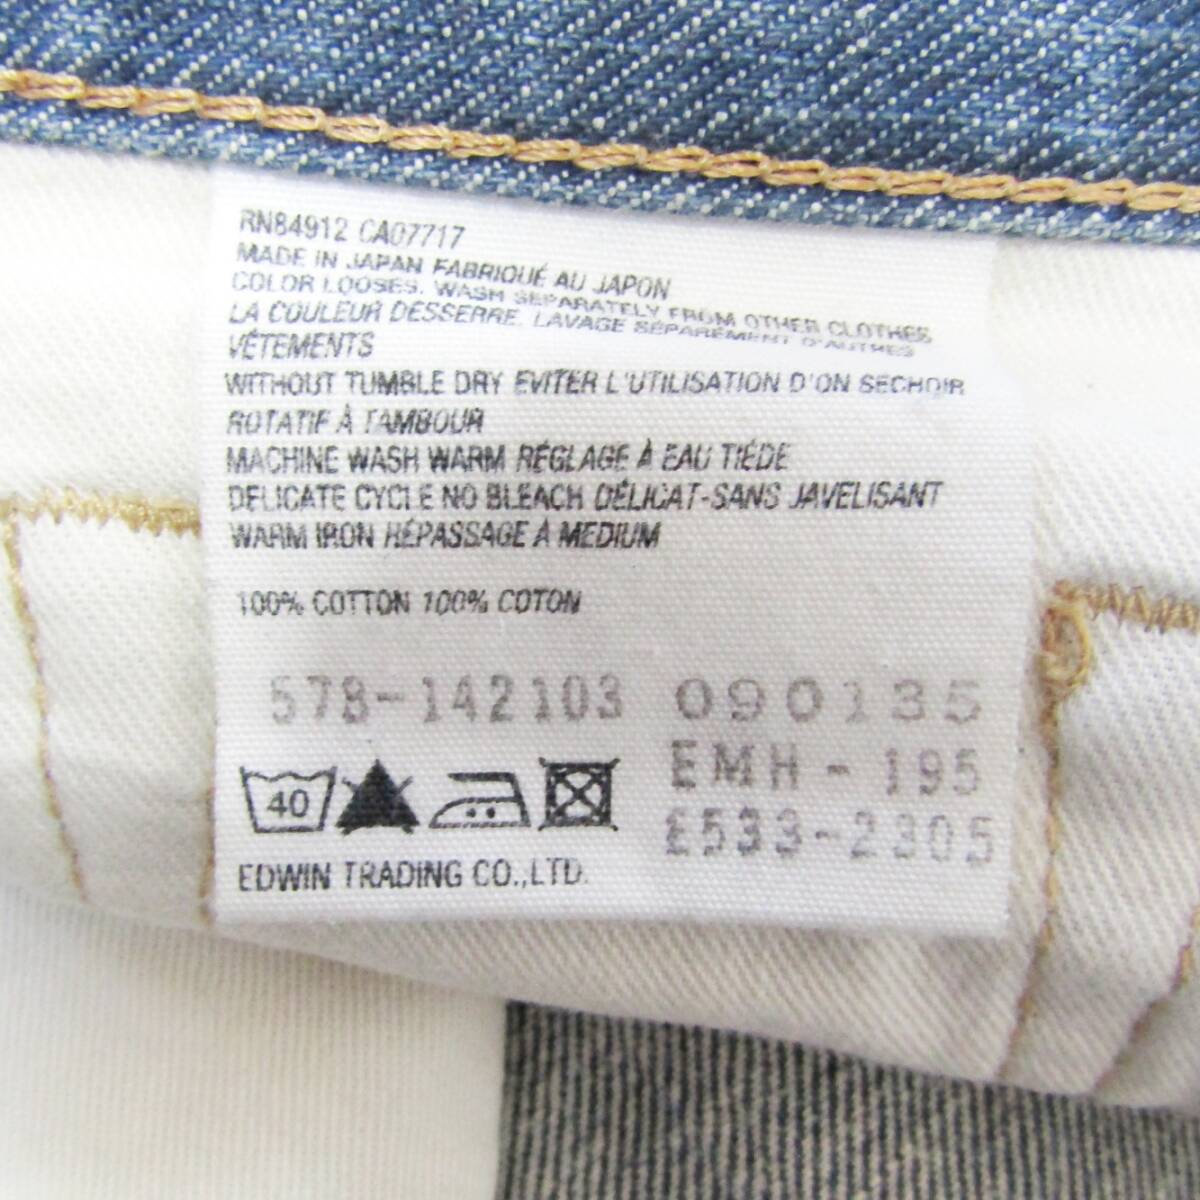 RN84912 CA07717
MADE IN JAPAN FABRIQUÉ AU JAPON
COLOR LOOSES. WASH SEPARATELY FROM OTHER CLOTHES
LA COULEUR DESSERRE. LAVAGE SÉPARÉMENT D'AUTRES
VÊTEMENTS
WITHOUT TUMBLE DRY EVITER L'UTILISATION D'ON SECHOIR
ROTATIF À TAMBOUR
MACHINE WASH WARM RÉGLAGE À EAU TIÉDE
DELICATE CYCLE NO BLEACH DÉLICAT-SANS JAVELISANT
WARM IRON RÉPASSAGE À MEDIUM
100% COTTON 100% COTON
578-142103 090135
EMH-195
E533-2305
40
EDWIN TRADING CO.,LTD.